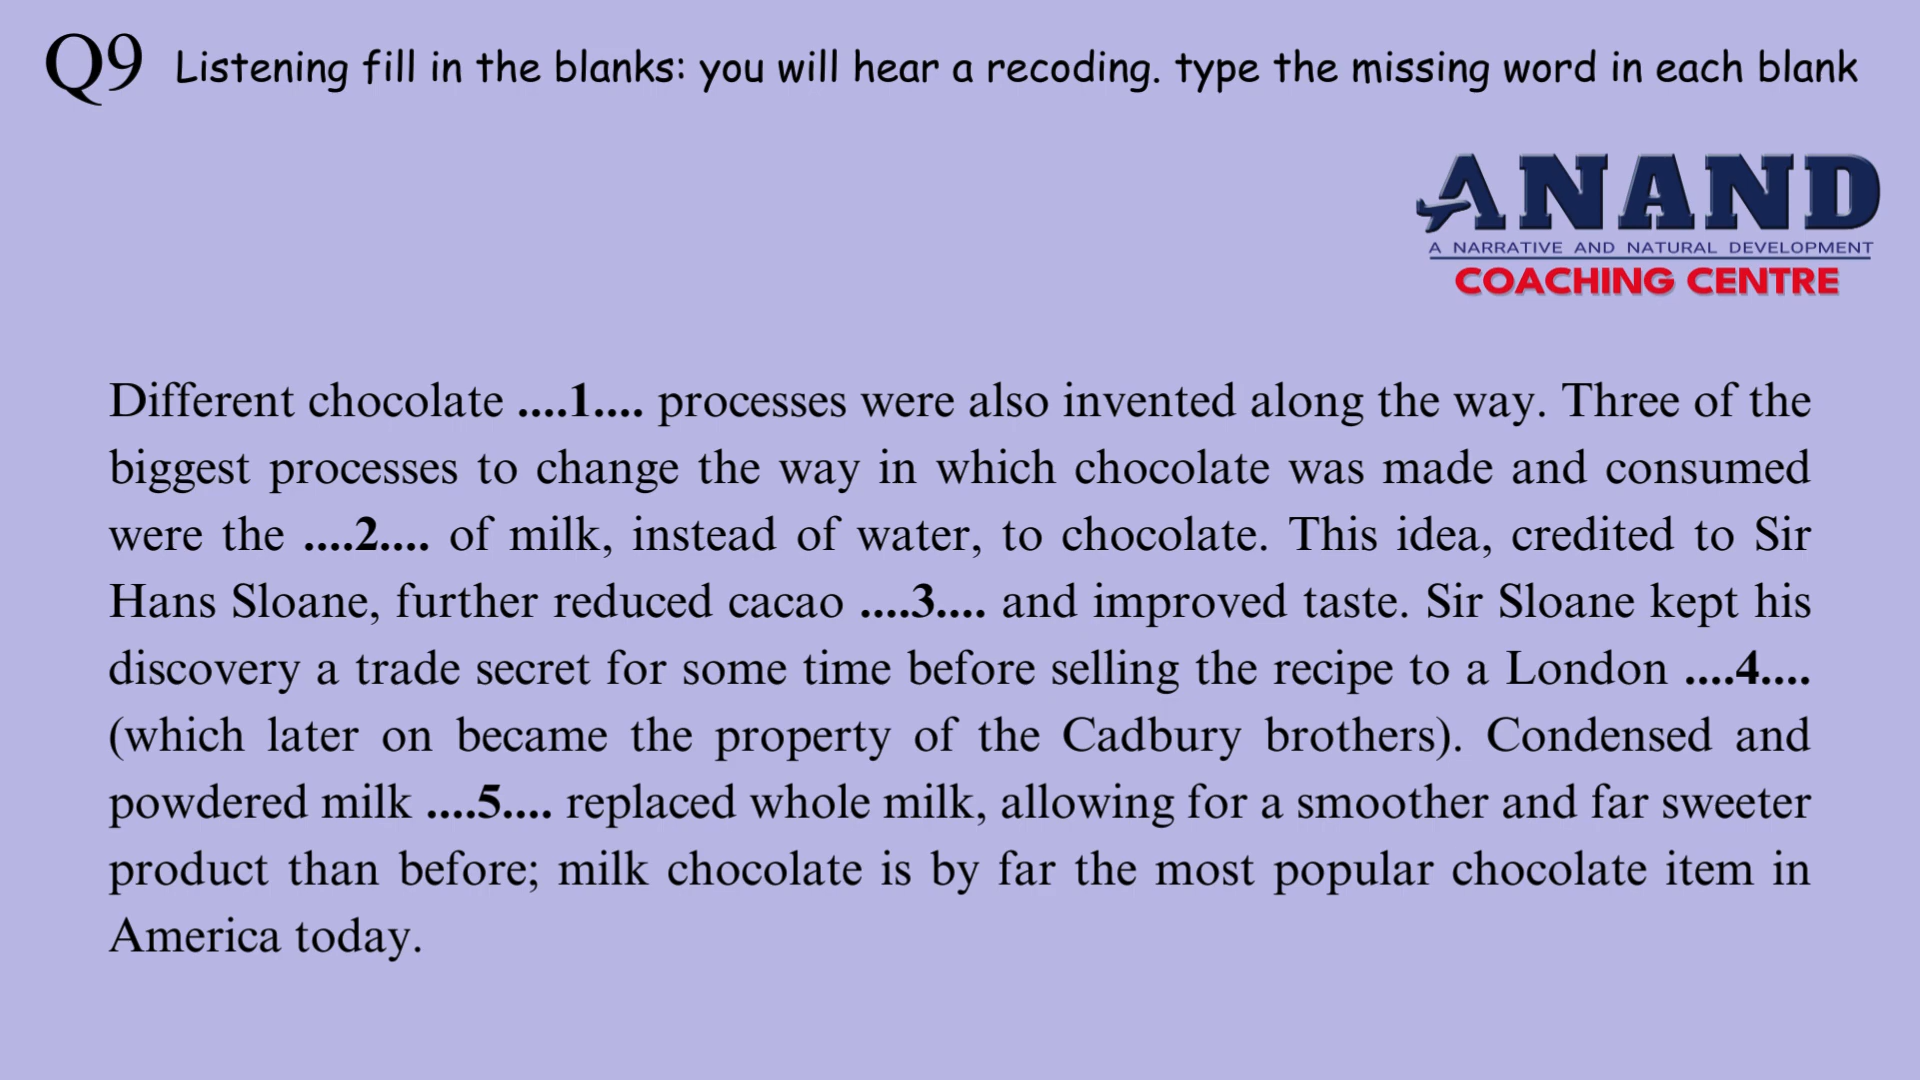 Q9 Listening fill in the blanks: you will hear a recoding. type the missing word in each blank
ANAND
A NARRATIVE AND NATURAL DEVELOPMENT
COACHING CENTRE
Different chocolate ....1.... processes were also invented along the way. Three of the
biggest processes to change the way in which chocolate was made and consumed
were the ....2.... of milk, instead of water, to chocolate. This idea, credited to Sir
Hans Sloane, further reduced cacao ....3.... and improved taste. Sir Sloane kept his
discovery a trade secret for some time before selling the recipe to a London ....4....
(which later on became the property of the Cadbury brothers). Condensed and
powdered milk ....5.... replaced whole milk, allowing for a smoother and far sweeter
product than before; milk chocolate is by far the most popular chocolate item in
America today.